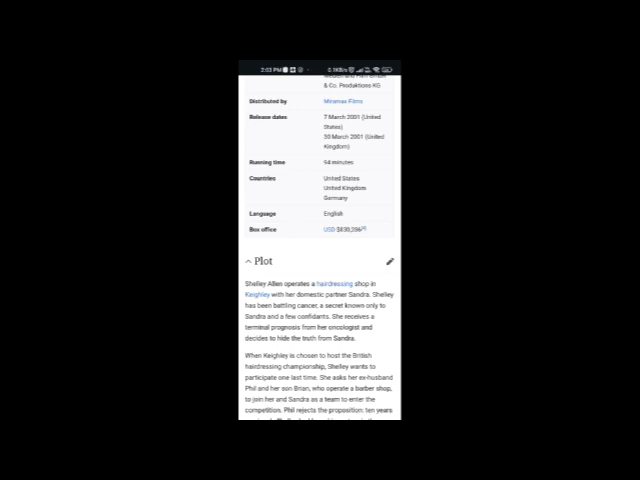 2:03 PM
& Co. Produktions KG
Distributed by Miramax Films
Release dates 7 March 2001 (United
States)
30 March 2001 (United
Kingdom)
Running time 94 minutes
Countries United States
United Kingdom
Germany
Language English
Box office USD $830,286
Plot
Shelley Allen operates a hairdressing shop in
Keighley with her domestic partner Sandra. Shelley
has been battling cancer, a secret known only to
Sandra and a few confidants. She receives a
terminal prognosis from her oncologist and
decides to hide the truth from Sandra.
When Keighley is chosen to host the British
hairdressing championship, Shelley wants to
participate one last time. She asks her ex-husband
Phil and her son Brian, who operate a barber shop,
to join her and Sandra as a team to enter the
competition. Phil rejects the proposition: ten years